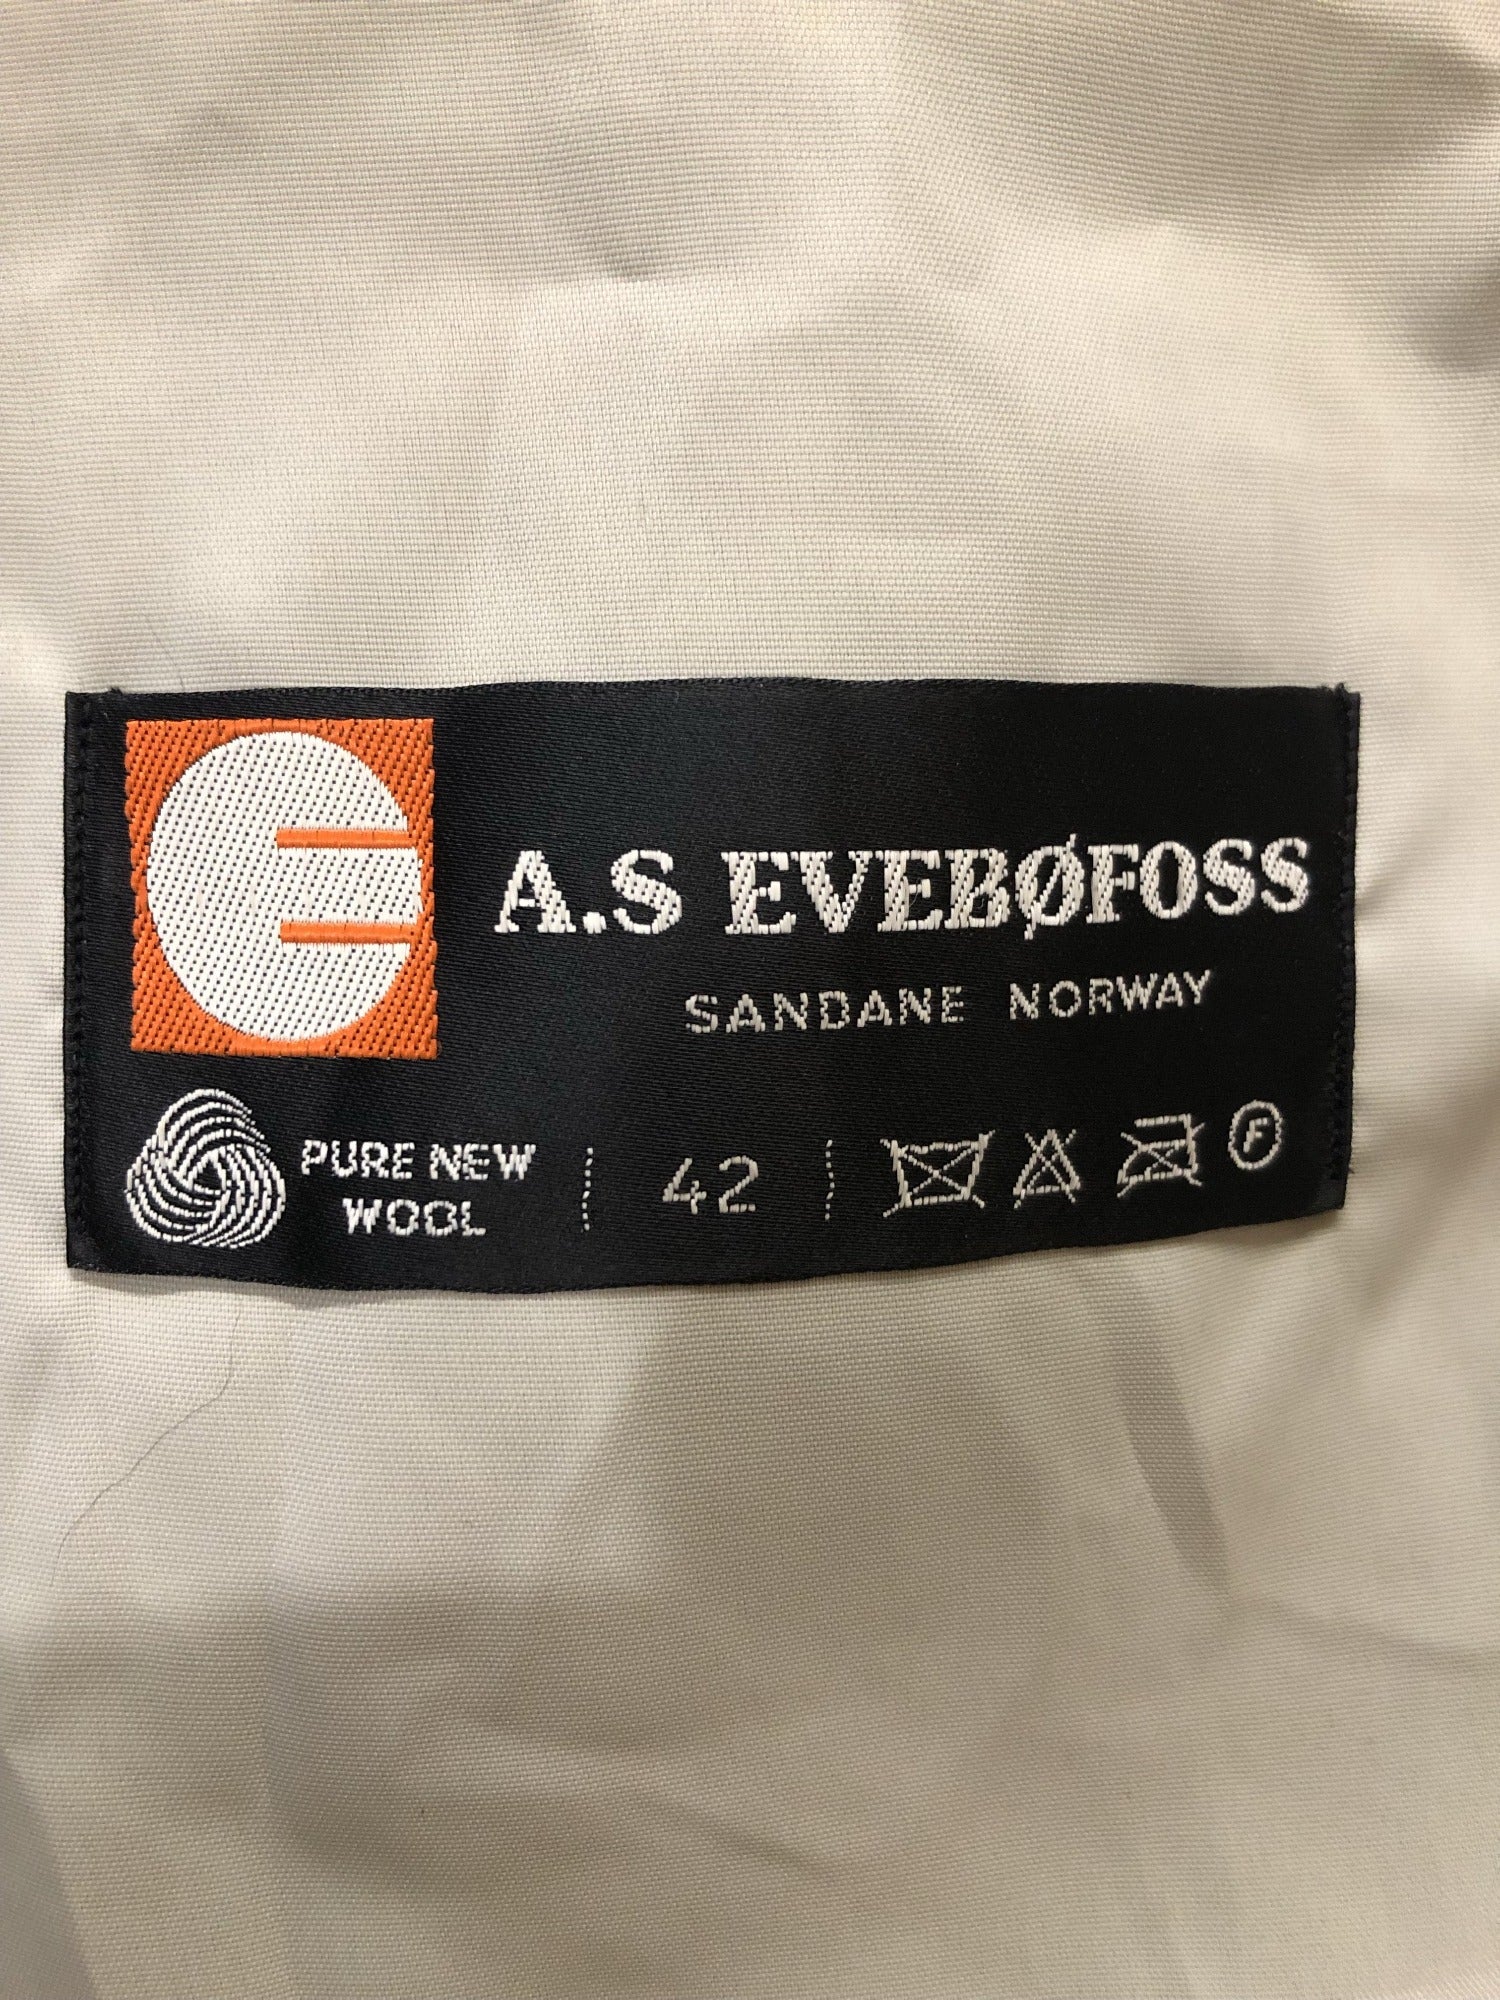 A.S EVEBØFOSS
SANDANE NORWAY
PURE NEW
WOOL
42
F